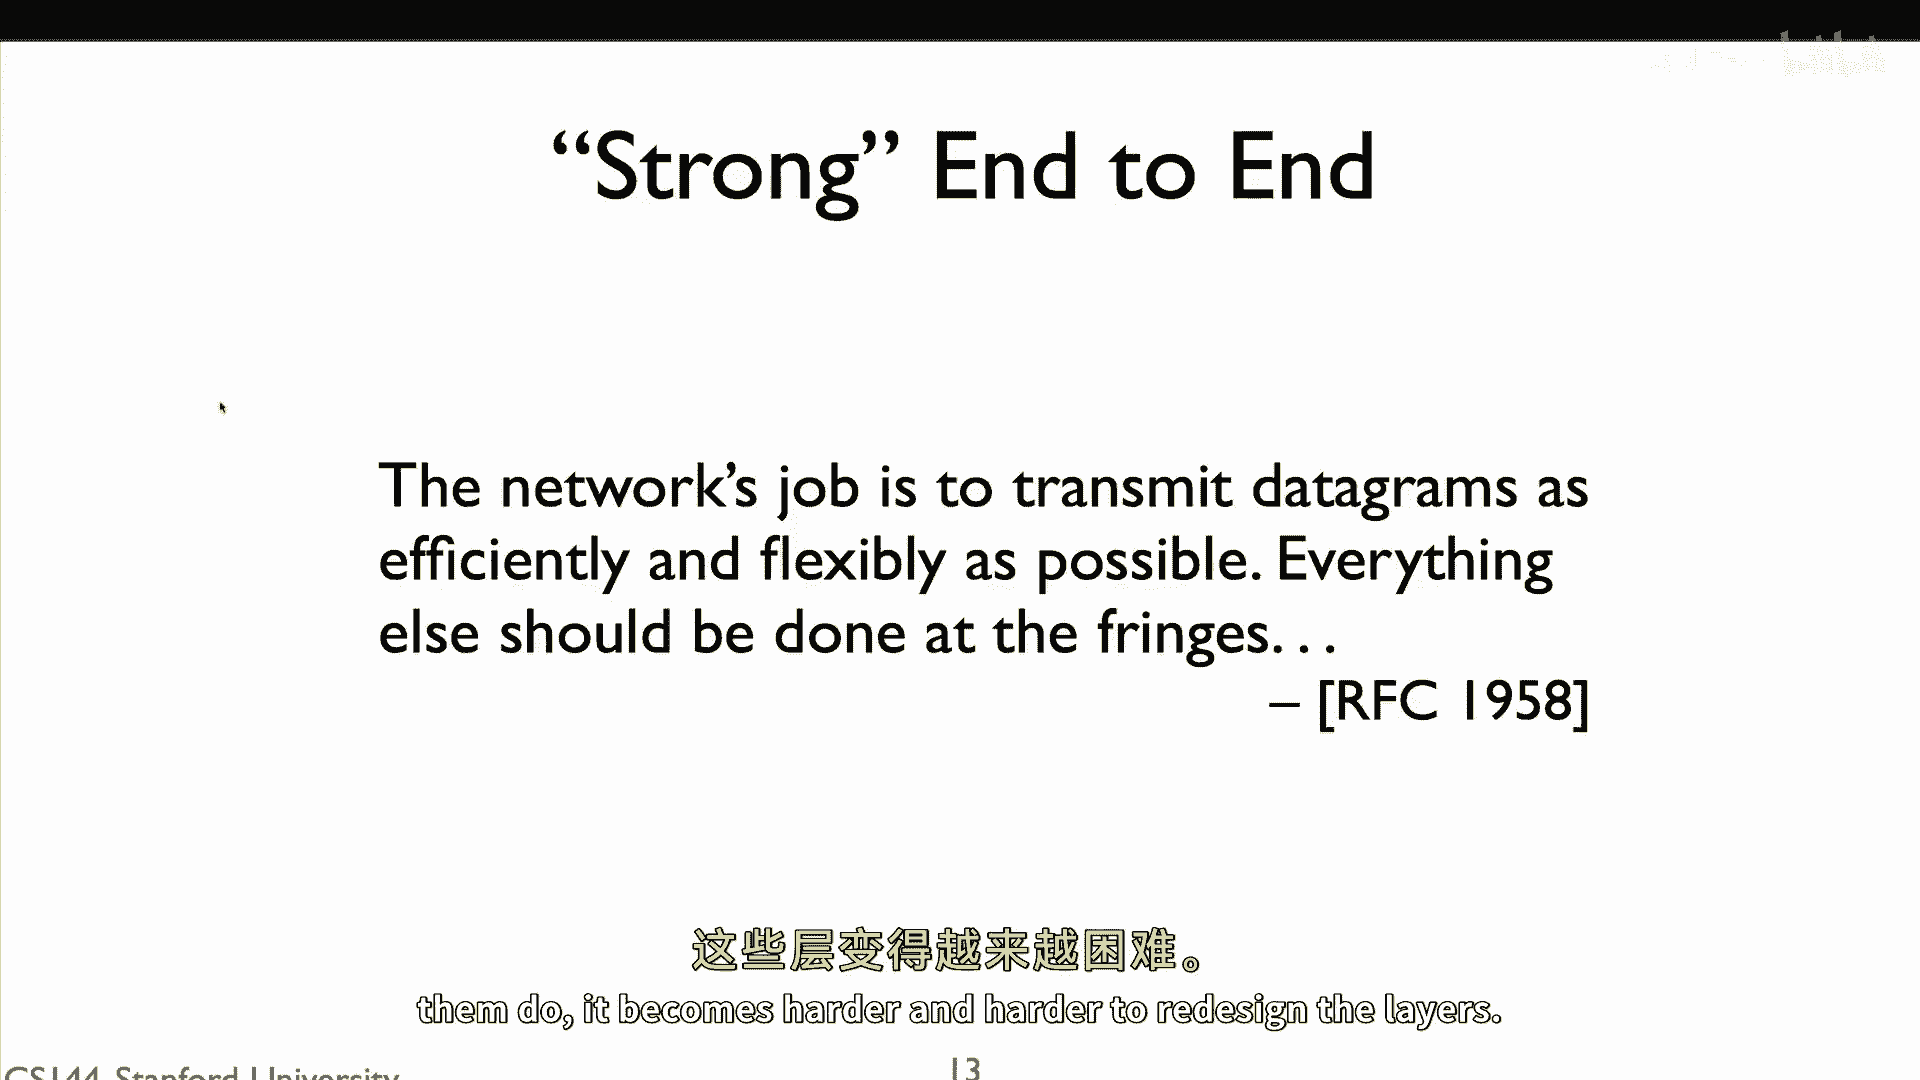 “Strong” End to End
The network’s job is to transmit datagrams as
efficiently and flexibly as possible. Everything
else should be done at the fringes. . .
– [RFC 1958]
这些层变得越来越困难。
them do, it becomes harder and harder to redesign the layers.
CS144, Stanford University
13